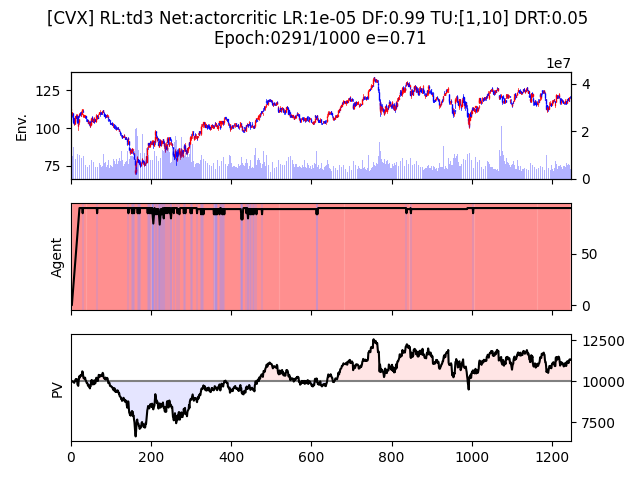 [CVX] RL:td3 Net:actorcritic LR:1e-05 DF:0.99 TU:[1,10] DRT:0.05
Epoch:0291/1000 e=0.71
1e7
125
100
75
Env.
4
2
0
Agent
50
0
PV
12500
10000
7500
0 200 400 600 800 1000 1200